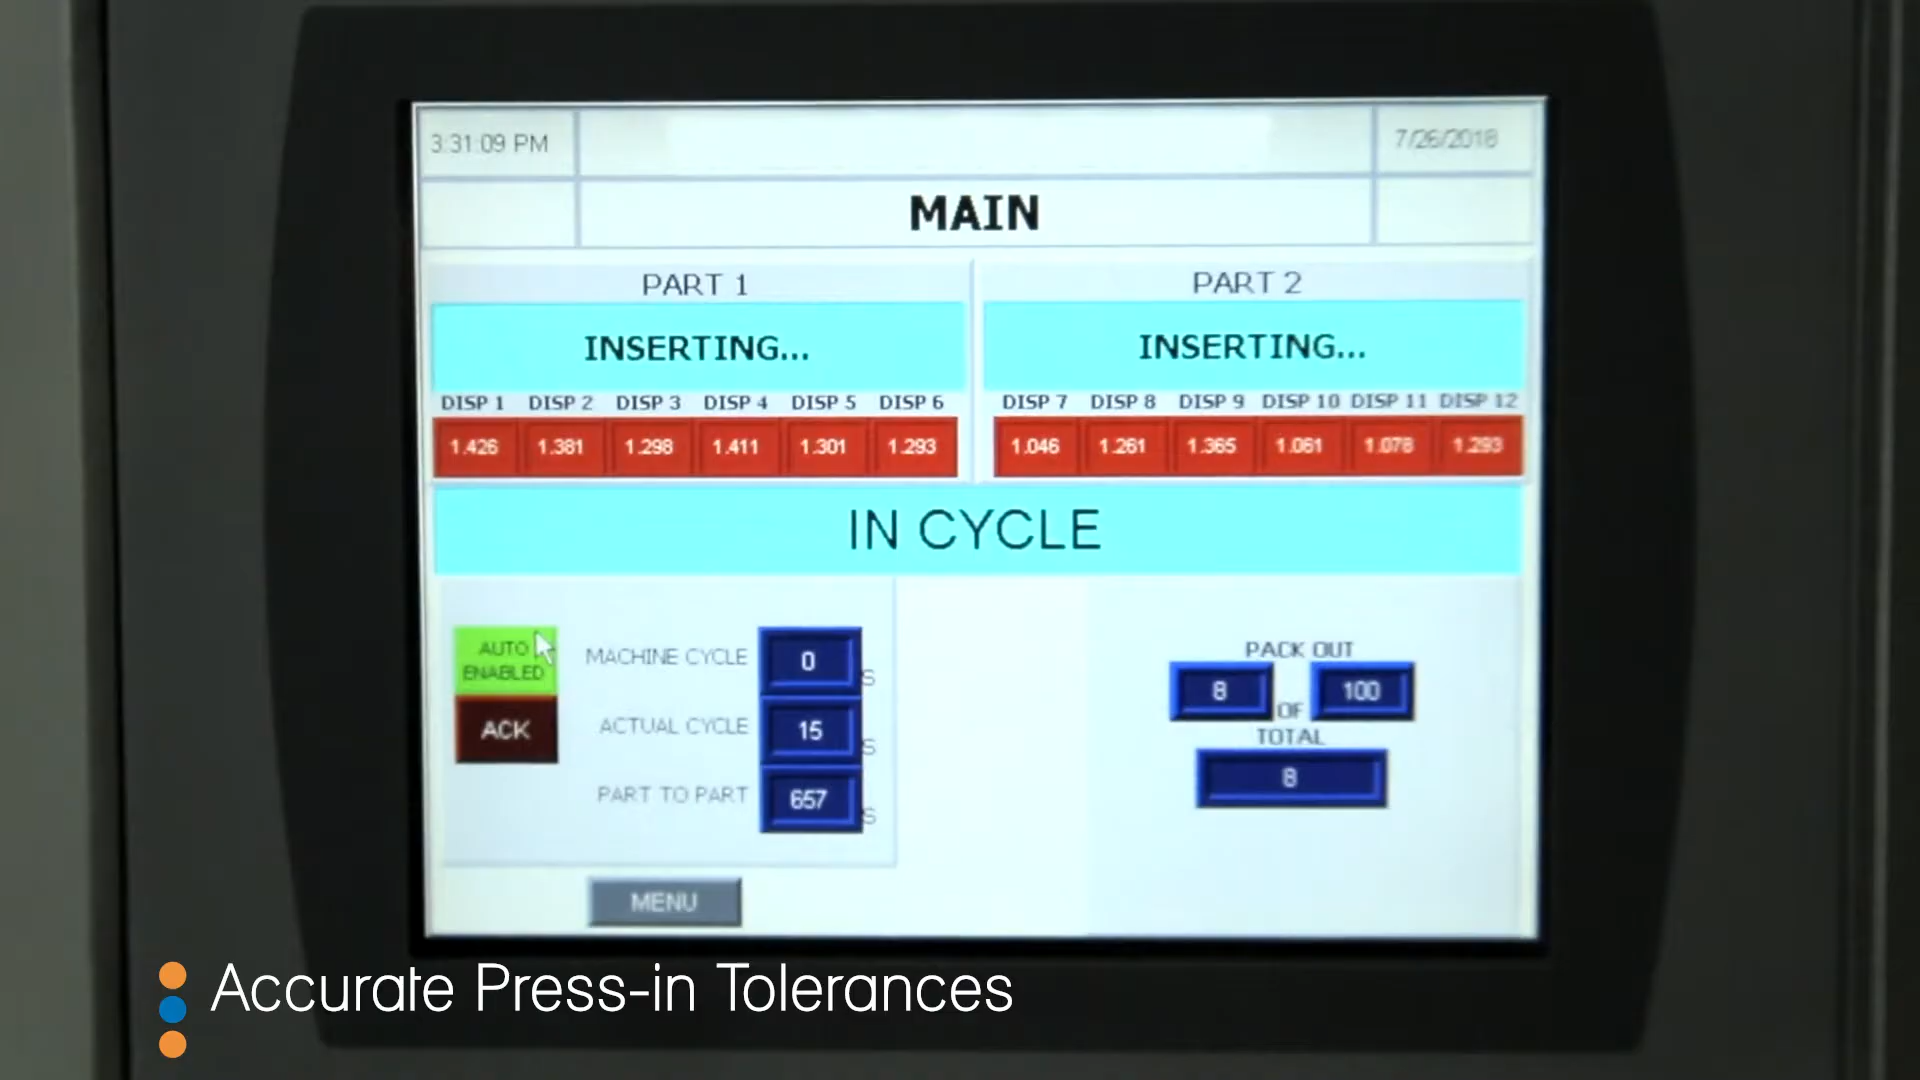 3:31:09 PM
7/26/2018
MAIN
PART 1
PART 2
INSERTING...
INSERTING...
DISP 1 DISP 2 DISP 3 DISP 4 DISP 5 DISP 6
DISP 7 DISP 8 DISP 9 DISP 10 DISP 11 DISP 12
1.426 1.381 1.298 1.411 1.301 1.293
1.046 1.261 1.365 1.061 1.078 1.293
IN CYCLE
AUTO
ENABLED
ACK
MACHINE CYCLE 0 S
ACTUAL CYCLE 15 S
PART TO PART 657 S
PACK OUT
8 OF 100
TOTAL
8
MENU
Accurate Press-in Tolerances